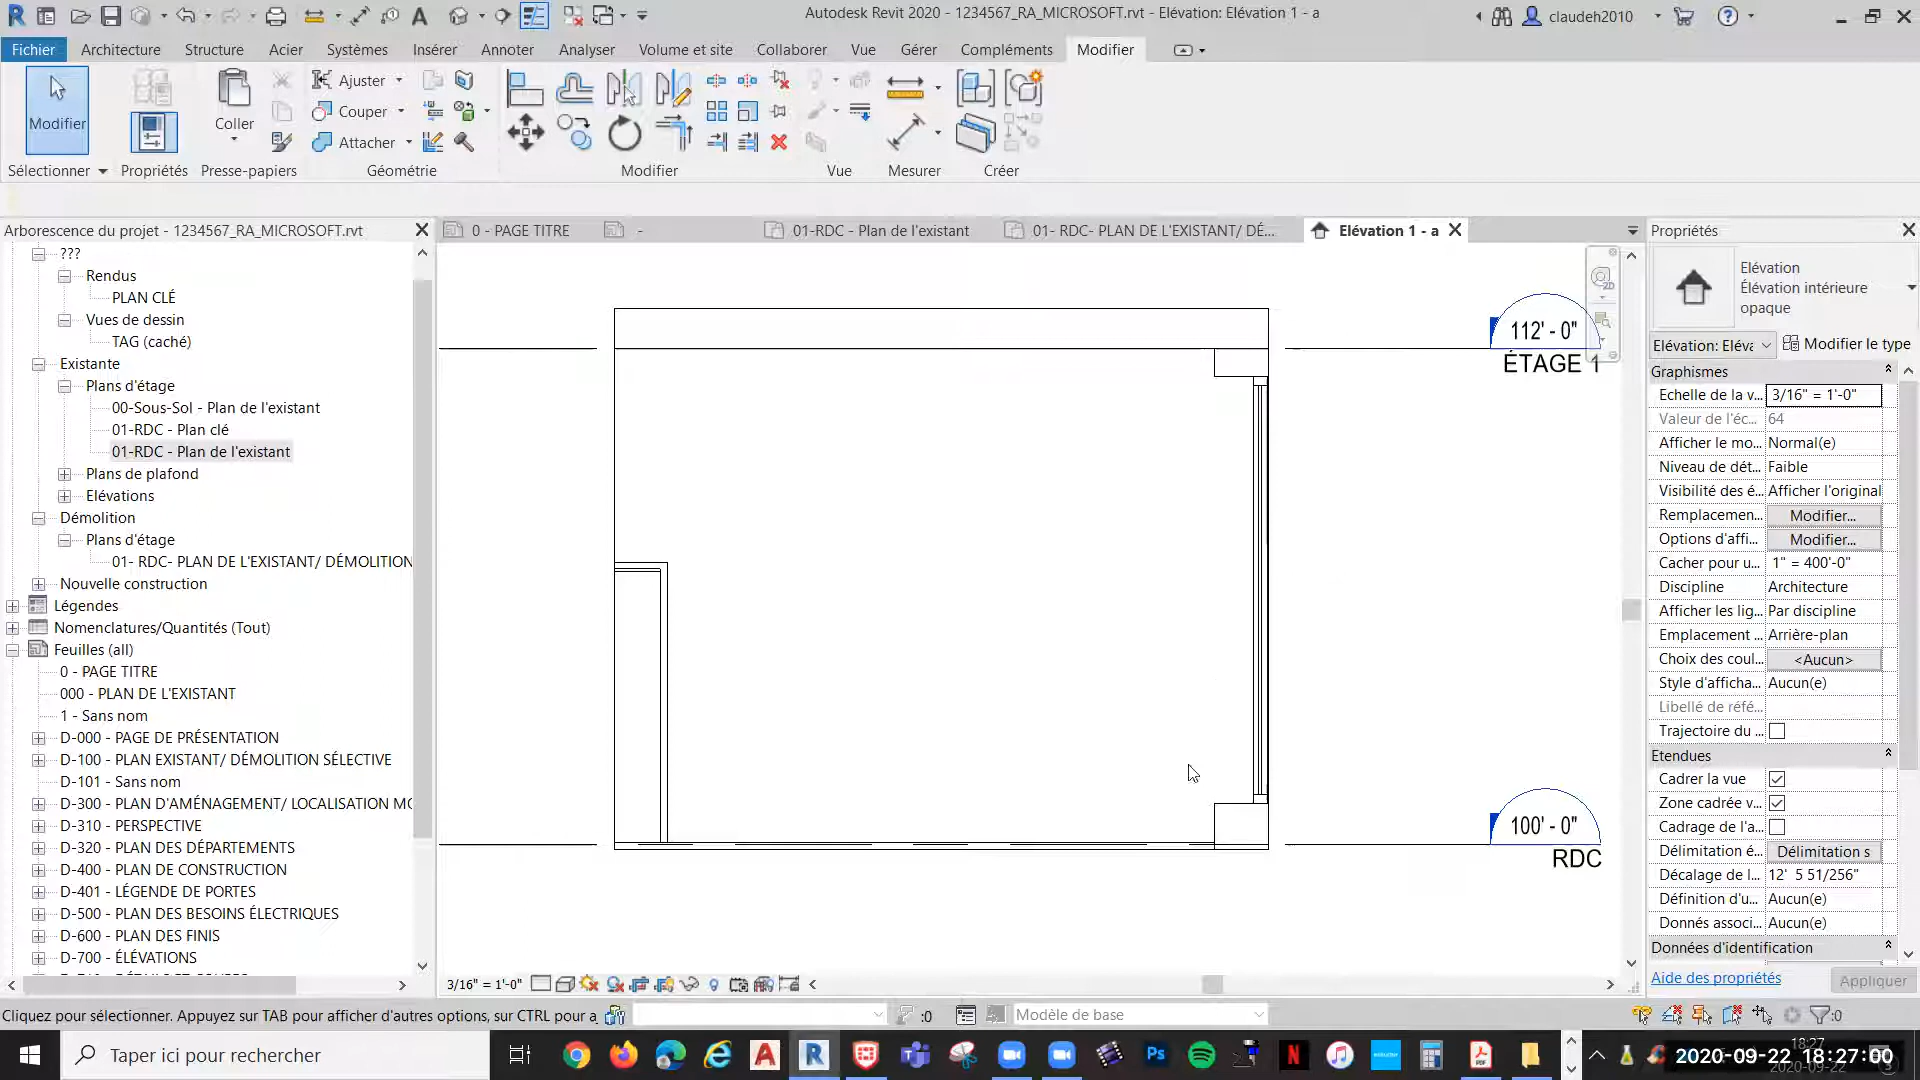 Autodesk Revit 2020 - 1234567_RA_MICROSOFT.rvt - Elévation: Elévation 1 - a
claudeh2010
Fichier Architecture Structure Acier Systèmes Insérer Annoter Analyser Volume et site Collaborer Vue Gérer Compléments Modifier
Modifier
Coller
Ajuster
Couper
Attacher
Sélectionner Propriétés Presse-papiers Géométrie Modifier Vue Mesurer Créer
Arborescence du projet - 1234567_RA_MICROSOFT.rvt
???
Rendus
PLAN CLÉ
Vues de dessin
TAG (caché)
Existante
Plans d'étage
00-Sous-Sol - Plan de l'existant
01-RDC - Plan clé
01-RDC - Plan de l'existant
Plans de plafond
Elévations
Démolition
Plans d'étage
01- RDC- PLAN DE L'EXISTANT/ DÉMOLITION
Nouvelle construction
Légendes
Nomenclatures/Quantités (Tout)
Feuilles (all)
0 - PAGE TITRE
000 - PLAN DE L'EXISTANT
1 - Sans nom
D-000 - PAGE DE PRÉSENTATION
D-100 - PLAN EXISTANT/ DÉMOLITION SÉLECTIVE
D-101 - Sans nom
D-300 - PLAN D'AMÉNAGEMENT/ LOCALISATION MO
D-310 - PERSPECTIVE
D-320 - PLAN DES DÉPARTEMENTS
D-400 - PLAN DE CONSTRUCTION
D-401 - LÉGENDE DE PORTES
D-500 - PLAN DES BESOINS ÉLECTRIQUES
D-600 - PLAN DES FINIS
D-700 - ÉLÉVATIONS
0 - PAGE TITRE
-
01-RDC - Plan de l'existant
01- RDC- PLAN DE L'EXISTANT/ DÉ...
Elévation 1 - a
112' - 0"
ÉTAGE 1
100' - 0"
RDC
3/16" = 1'-0"
Propriétés
Elévation
Élévation intérieure
opaque
Elévation: Eléva
Modifier le type
Graphismes
Echelle de la v... 3/16" = 1'-0"
Valeur de l'éc... 64
Afficher le mo... Normal(e)
Niveau de dét... Faible
Visibilité des é... Afficher l'original
Remplacemen... Modifier...
Options d'affi... Modifier...
Cacher pour u... 1" = 400'-0"
Discipline Architecture
Afficher les lig... Par discipline
Emplacement ... Arrière-plan
Choix des coul... <Aucun>
Style d'afficha... Aucun(e)
Libellé de réfé...
Trajectoire du ...
Etendues
Cadrer la vue
Zone cadrée v...
Cadrage de l'a...
Délimitation é... Délimitation s
Décalage de l... 12' 5 51/256"
Définition d'u... Aucun(e)
Donnés associ... Aucun(e)
Données d'identification
Aide des propriétés
Appliquer
Cliquez pour sélectionner. Appuyez sur TAB pour afficher d'autres options, sur CTRL pour a
:0
Modèle de base
:0
Taper ici pour rechercher
18:27
2020-09-22 18:27:00